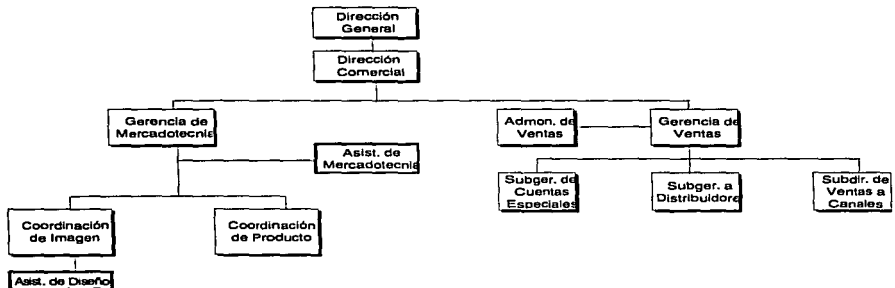 Dirección
General
Dirección
Comercial
Gerencia de
Mercadotecnia
Admon. de
Ventas
Gerencia de
Ventas
Asist. de
Mercadotecnia
Subger. de
Cuentas
Especiales
Subger. a
Distribuidore
Subdir. de
Ventas a
Canales
Coordinación
de Imagen
Coordinación
de Producto
Asist. de Diseño